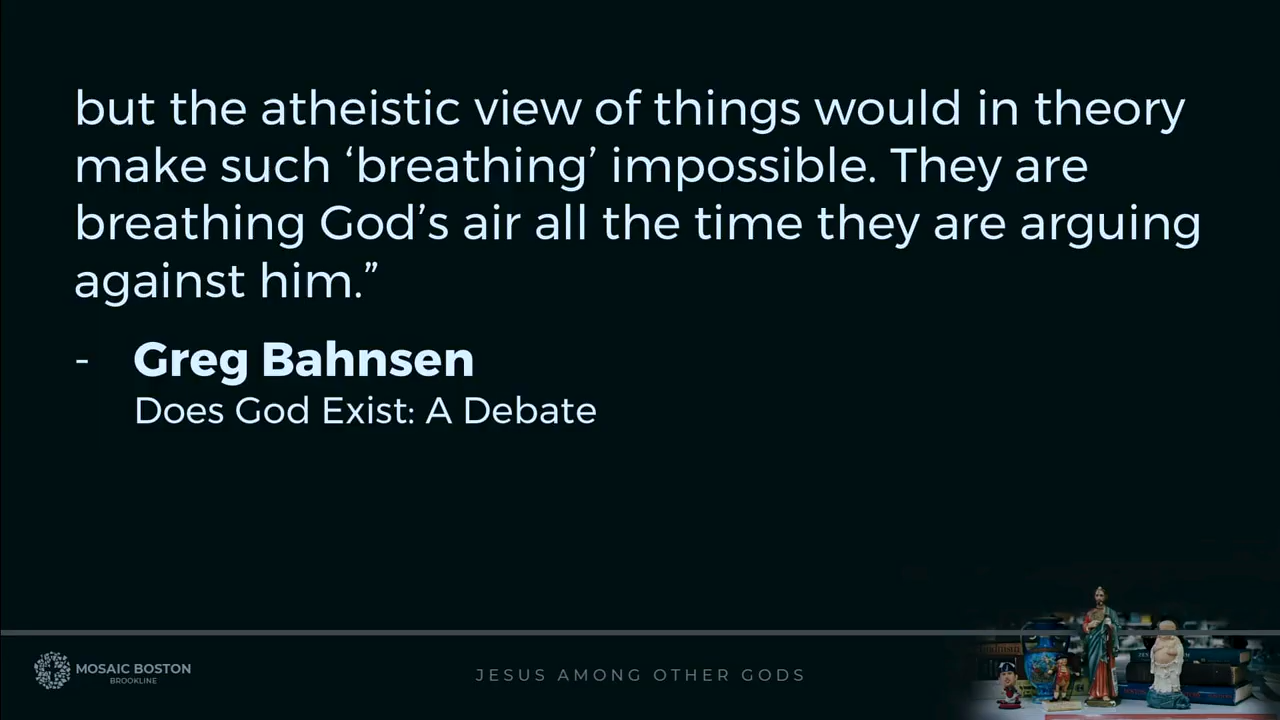 but the atheistic view of things would in theory
make such ‘breathing’ impossible. They are
breathing God’s air all the time they are arguing
against him.”
- Greg Bahnsen
Does God Exist: A Debate
MOSAIC BOSTON
BROOKLINE
JESUS AMONG OTHER GODS